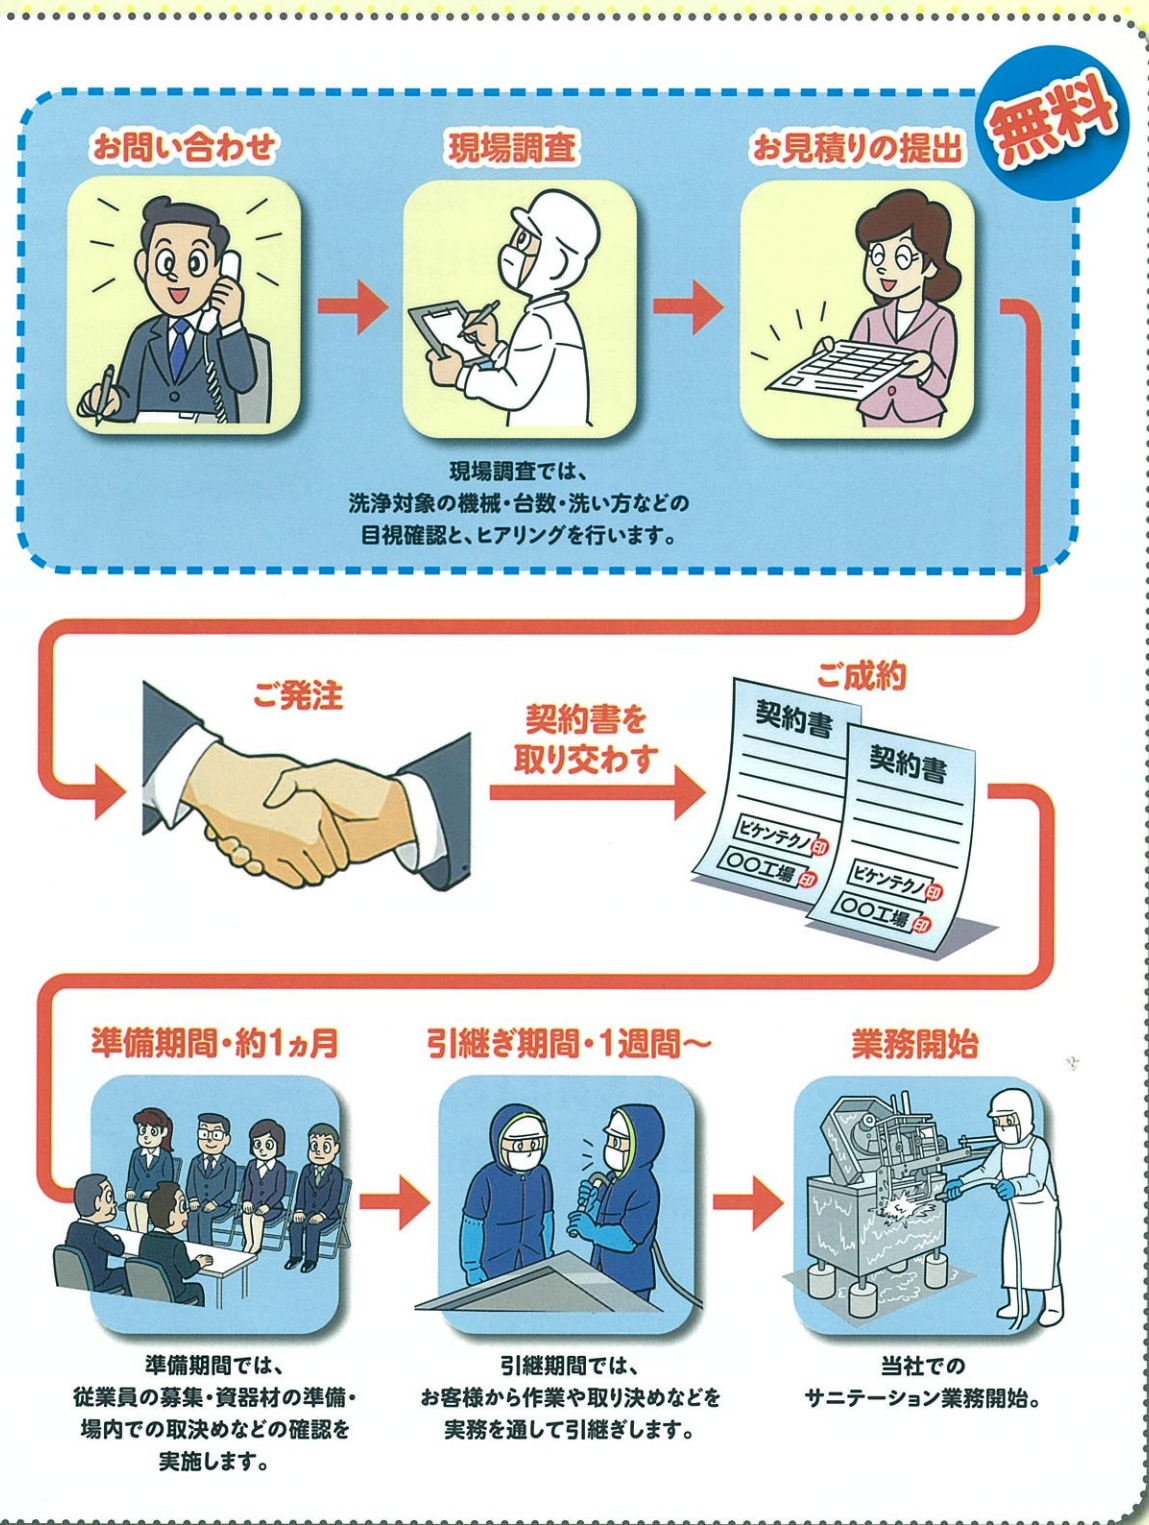 無料
お問い合わせ
現場調査
お見積りの提出
現場調査では、
洗浄対象の機械・台数・洗い方などの
目視確認と、ヒアリングを行います。
ご発注
契約書を
取り交わす
ご成約
契約書
ビケンテクノ 印
〇〇工場 印
契約書
ビケンテクノ 印
〇〇工場 印
準備期間・約1ヵ月
引継ぎ期間・1週間～
業務開始
準備期間では、
従業員の募集・資器材の準備・
場内での取決めなどの確認を
実施します。
引継期間では、
お客様から作業や取り決めなどを
実務を通して引継ぎします。
当社での
サニテーション業務開始。